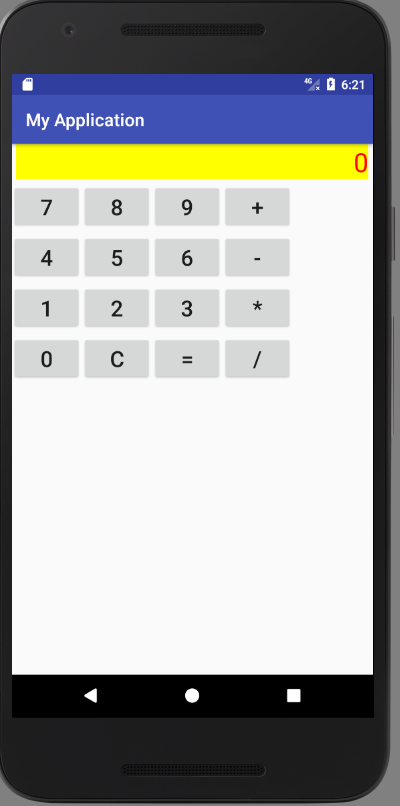 4G 6:21
My Application
0
7 8 9 +
4 5 6 -
1 2 3 *
0 C = /